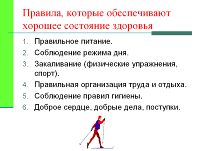 Правила, которые обеспечивают
хорошее состояние здоровья
1. Правильное питание.
2. Соблюдение режима дня.
3. Закаливание (физические упражнения,
спорт).
4. Правильная организация труда и отдыха.
5. Соблюдение правил гигиены.
6. Доброе сердце, добрые дела, поступки.